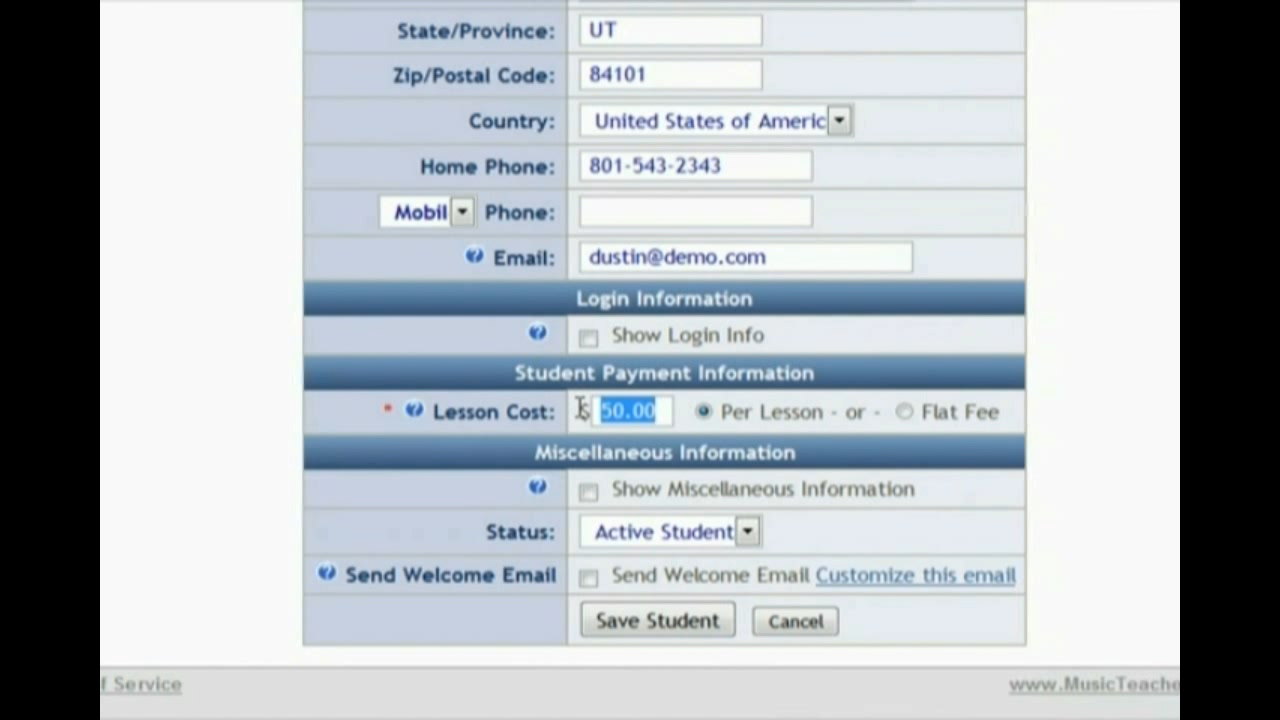 State/Province: UT
Zip/Postal Code: 84101
Country: United States of Americ
Home Phone: 801-543-2343
Mobil Phone:
Email: dustin@demo.com
Login Information
Show Login Info
Student Payment Information
* Lesson Cost: $ 50.00 Per Lesson - or - Flat Fee
Miscellaneous Information
Show Miscellaneous Information
Status: Active Student
Send Welcome Email Send Welcome Email Customize this email
Save Student Cancel
f Service www.MusicTeache